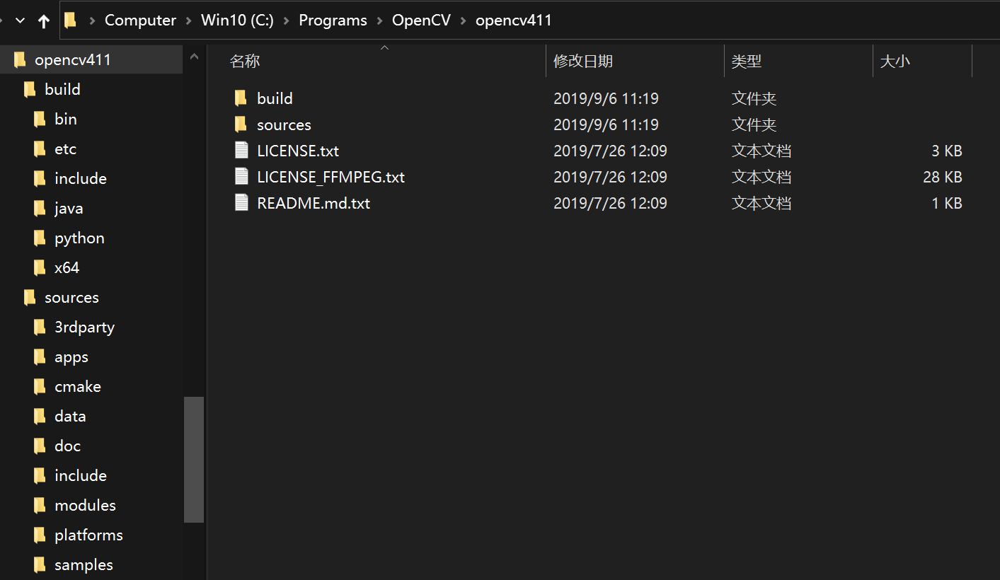 Computer > Win10 (C:) > Programs > OpenCV > opencv411
opencv411
build
bin
etc
include
java
python
x64
sources
3rdparty
apps
cmake
data
doc
include
modules
platforms
samples
名称 修改日期 类型 大小
build 2019/9/6 11:19 文件夹
sources 2019/9/6 11:19 文件夹
LICENSE.txt 2019/7/26 12:09 文本文档 3 KB
LICENSE_FFMPEG.txt 2019/7/26 12:09 文本文档 28 KB
README.md.txt 2019/7/26 12:09 文本文档 1 KB